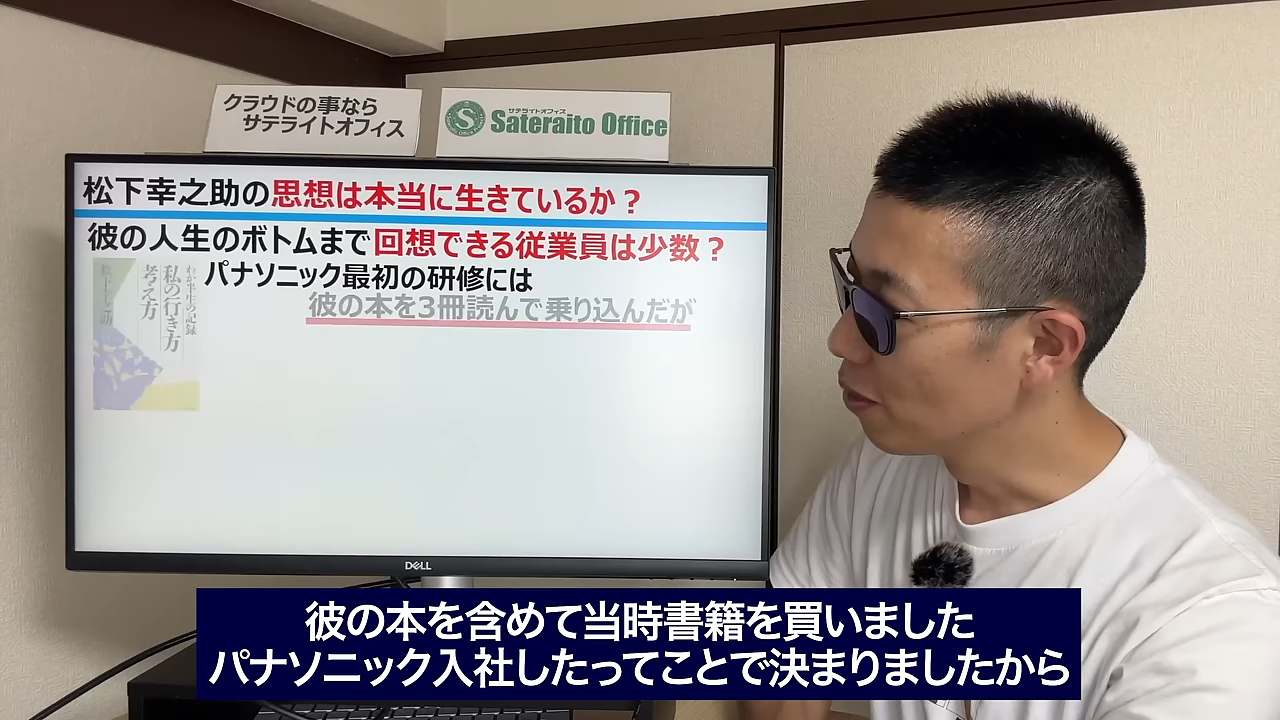 クラウドの事なら
サテライトオフィス
サテライトオフィス
Sateraito Office
松下幸之助の思想は本当に生きているか？
彼の人生のボトムまで回想できる従業員は少数？
パナソニック最初の研修には
彼の本を3冊読んで乗り込んだが
わが半生の記録
私の行き方
考え方
DELL
彼の本を含めて当時書籍を買いました
パナソニック入社したってことで決まりましたから